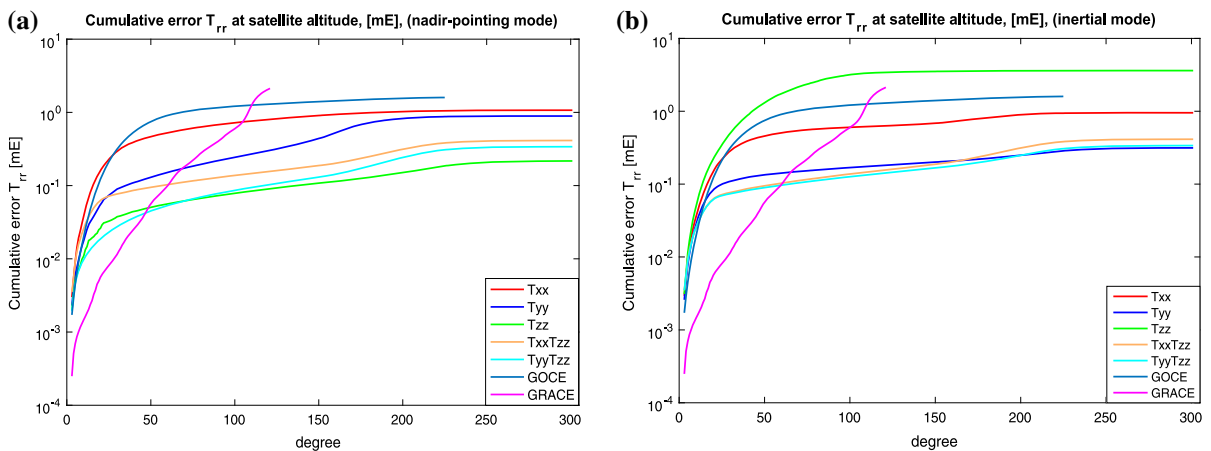 (a)
Cumulative error T_rr at satellite altitude, [mE], (nadir-pointing mode)
10^1
10^0
10^-1
10^-2
10^-3
10^-4
Cumulative error T_rr [mE]
0 50 100 150 200 250 300
degree
Txx
Tyy
Tzz
TxxTzz
TyyTzz
GOCE
GRACE
(b)
Cumulative error T_rr at satellite altitude, [mE], (inertial mode)
10^1
10^0
10^-1
10^-2
10^-3
10^-4
Cumulative error T_rr [mE]
0 50 100 150 200 250 300
degree
Txx
Tyy
Tzz
TxxTzz
TyyTzz
GOCE
GRACE